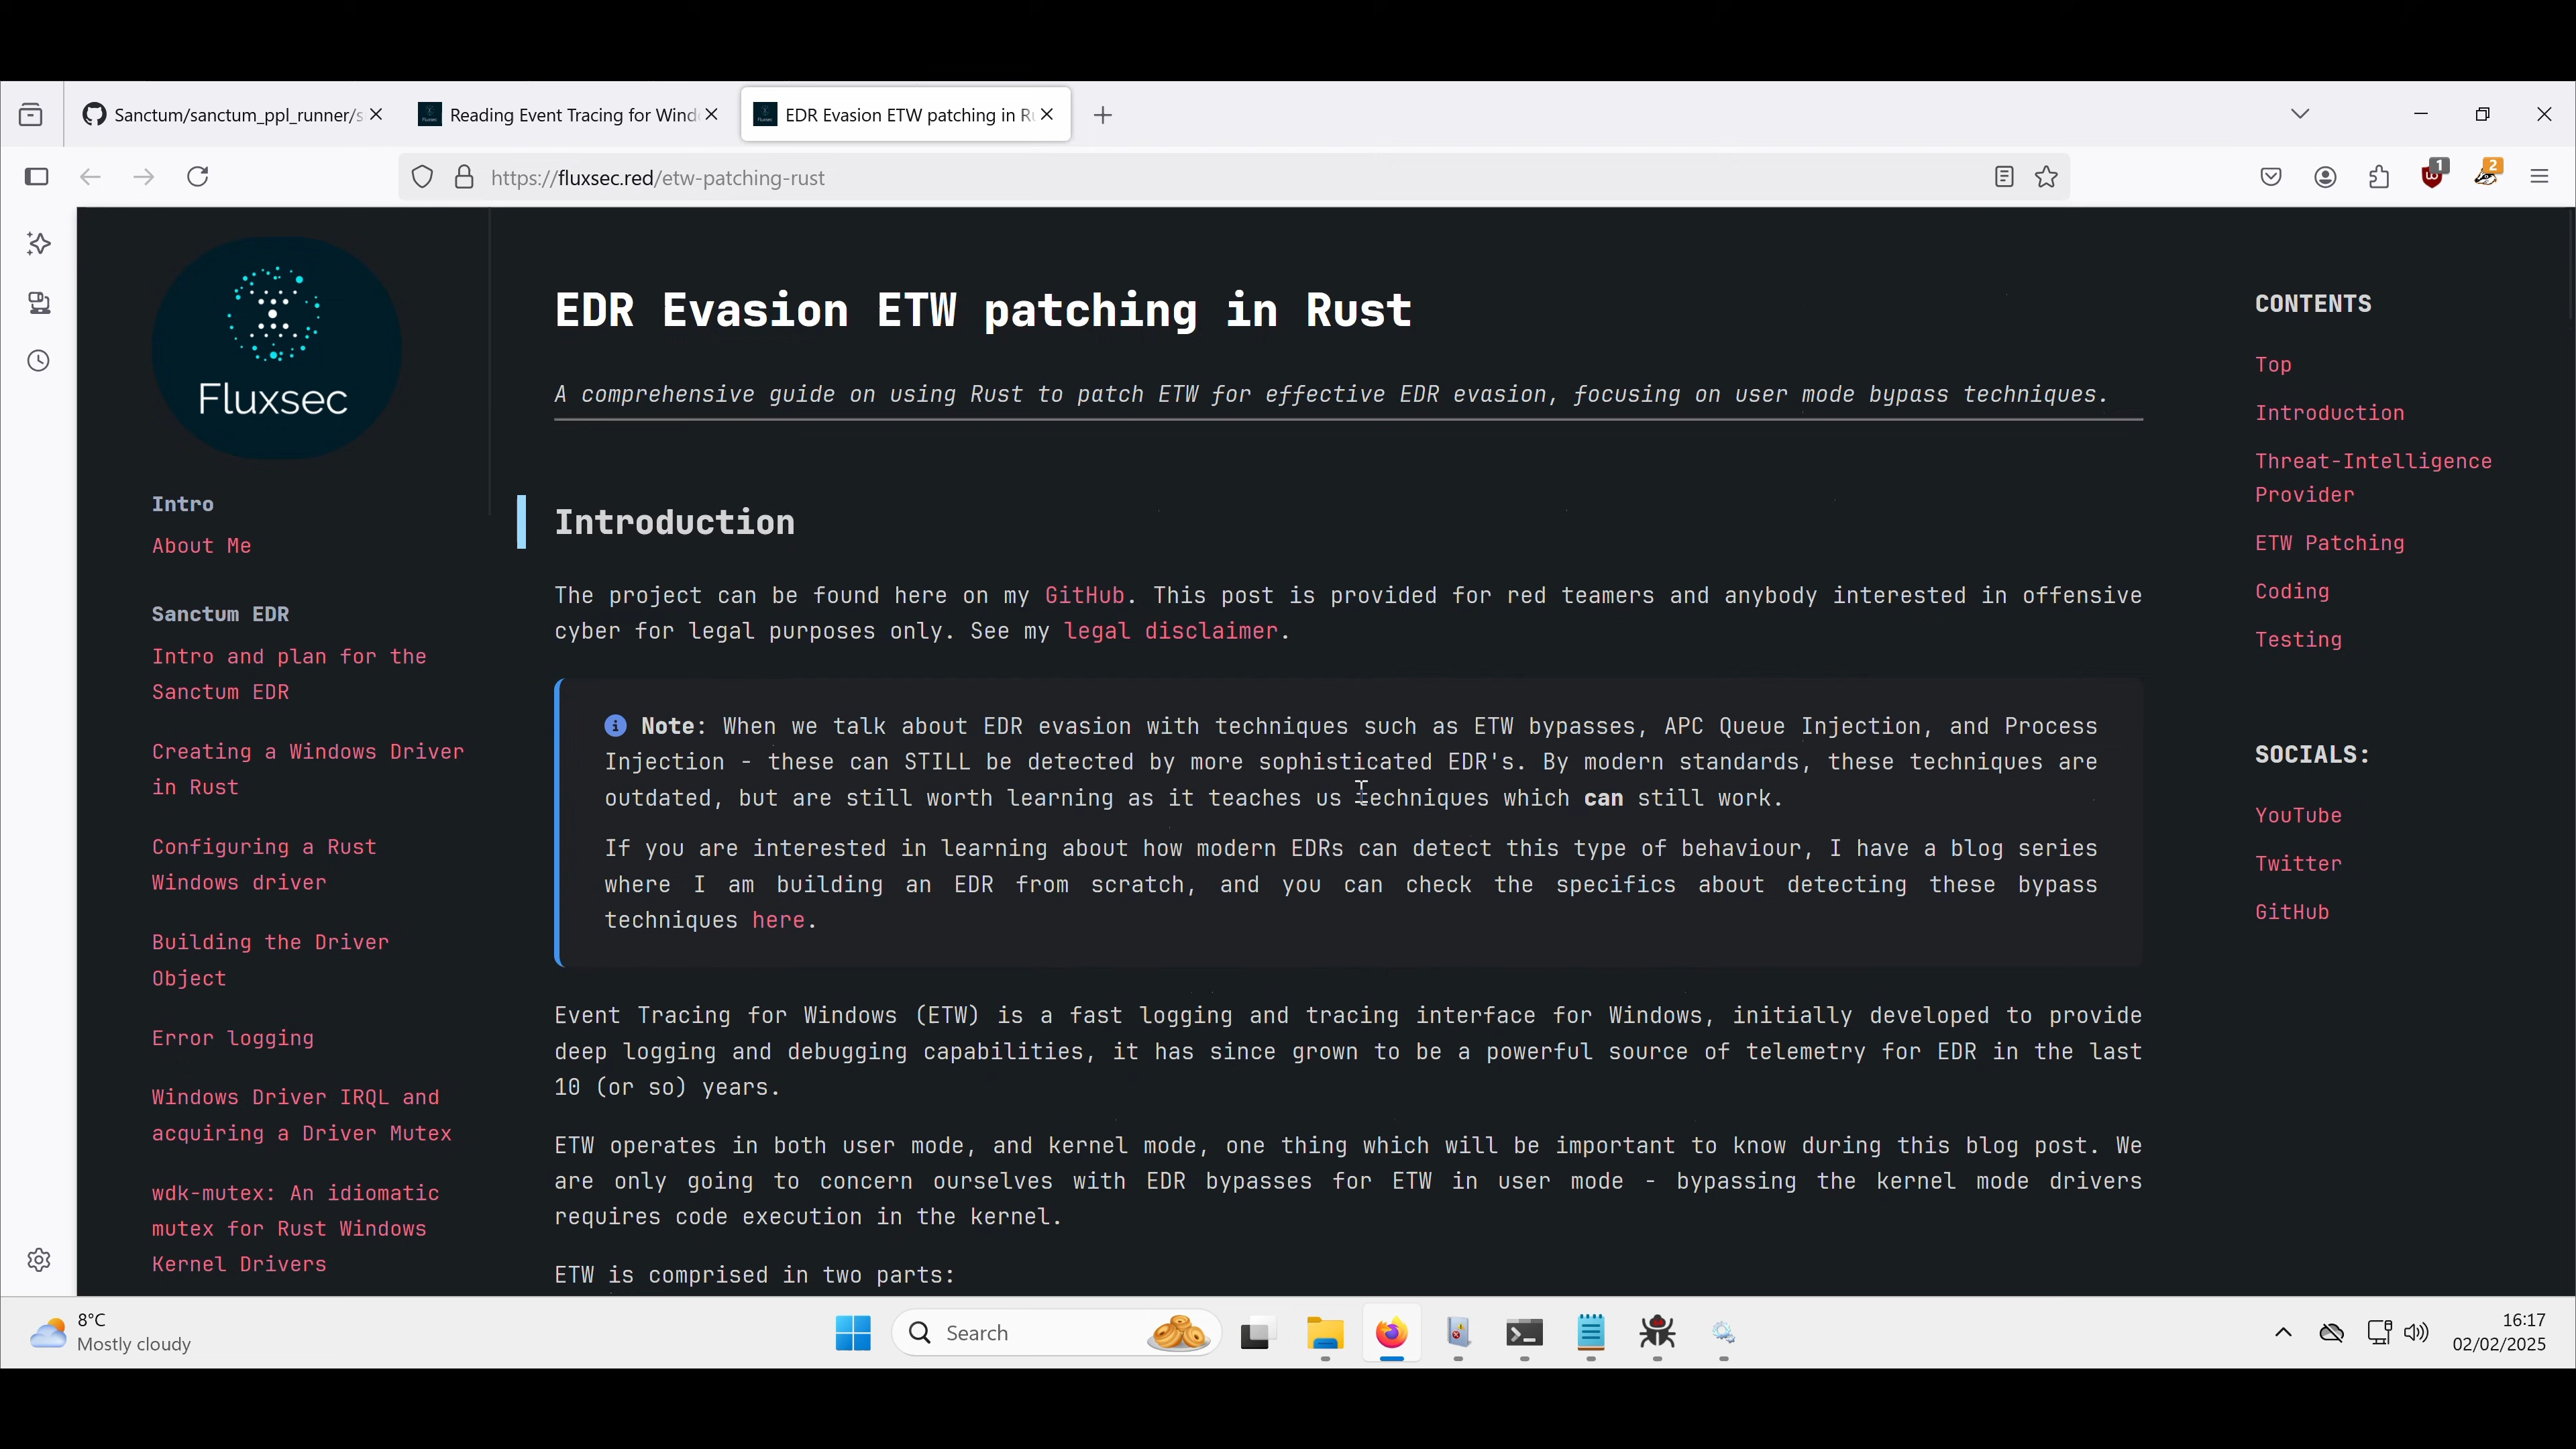 Sanctum/sanctum_ppl_runner/s
Reading Event Tracing for Wind
EDR Evasion ETW patching in Ru
https://fluxsec.red/etw-patching-rust
1
2
Fluxsec
Intro
About Me
Sanctum EDR
Intro and plan for the
Sanctum EDR
Creating a Windows Driver
in Rust
Configuring a Rust
Windows driver
Building the Driver
Object
Error logging
Windows Driver IRQL and
acquiring a Driver Mutex
wdk-mutex: An idiomatic
mutex for Rust Windows
Kernel Drivers
EDR Evasion ETW patching in Rust
A comprehensive guide on using Rust to patch ETW for effective EDR evasion, focusing on user mode bypass techniques.
Introduction
The project can be found here on my GitHub. This post is provided for red teamers and anybody interested in offensive
cyber for legal purposes only. See my legal disclaimer.
Note: When we talk about EDR evasion with techniques such as ETW bypasses, APC Queue Injection, and Process
Injection - these can STILL be detected by more sophisticated EDR's. By modern standards, these techniques are
outdated, but are still worth learning as it teaches us techniques which can still work.
If you are interested in learning about how modern EDRs can detect this type of behaviour, I have a blog series
where I am building an EDR from scratch, and you can check the specifics about detecting these bypass
techniques here.
Event Tracing for Windows (ETW) is a fast logging and tracing interface for Windows, initially developed to provide
deep logging and debugging capabilities, it has since grown to be a powerful source of telemetry for EDR in the last
10 (or so) years.
ETW operates in both user mode, and kernel mode, one thing which will be important to know during this blog post. We
are only going to concern ourselves with EDR bypasses for ETW in user mode - bypassing the kernel mode drivers
requires code execution in the kernel.
ETW is comprised in two parts:
CONTENTS
Top
Introduction
Threat-Intelligence
Provider
ETW Patching
Coding
Testing
SOCIALS:
YouTube
Twitter
GitHub
8°C
Mostly cloudy
Search
16:17
02/02/2025